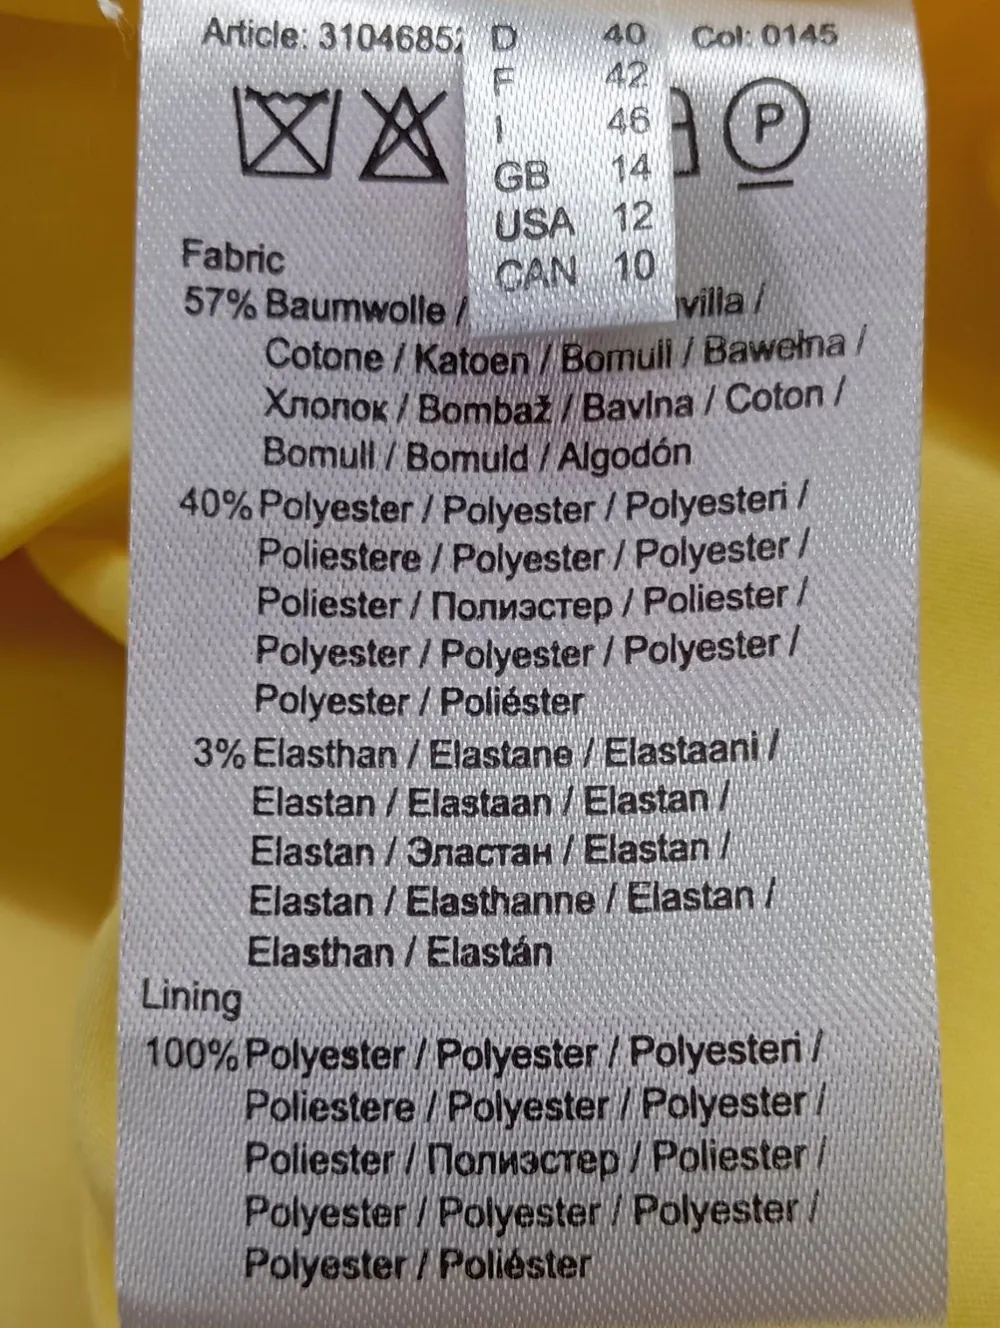 Article: 3104685
Col: 0145
D 40
F 42
I 46
GB 14
USA 12
CAN 10
P
Fabric
57% Baumwolle /
Cotone / Katoen / Bomull / Bawełna /
Хлопок / Bombaž / Bavlna / Coton /
Bomull / Bomuld / Algodón
40% Polyester / Polyester / Polyesteri /
Poliestere / Polyester / Polyester /
Poliester / Полиэстер / Poliester /
Polyester / Polyester / Polyester /
Polyester / Poliéster
3% Elasthan / Elastane / Elastaani /
Elastan / Elastaan / Elastan /
Elastan / Эластан / Elastan /
Elastan / Elasthanne / Elastan /
Elasthan / Elastán
Lining
100% Polyester / Polyester / Polyesteri /
Poliestere / Polyester / Polyester /
Poliester / Полиэстер / Poliester /
Polyester / Polyester / Polyester /
Polyester / Poliéster